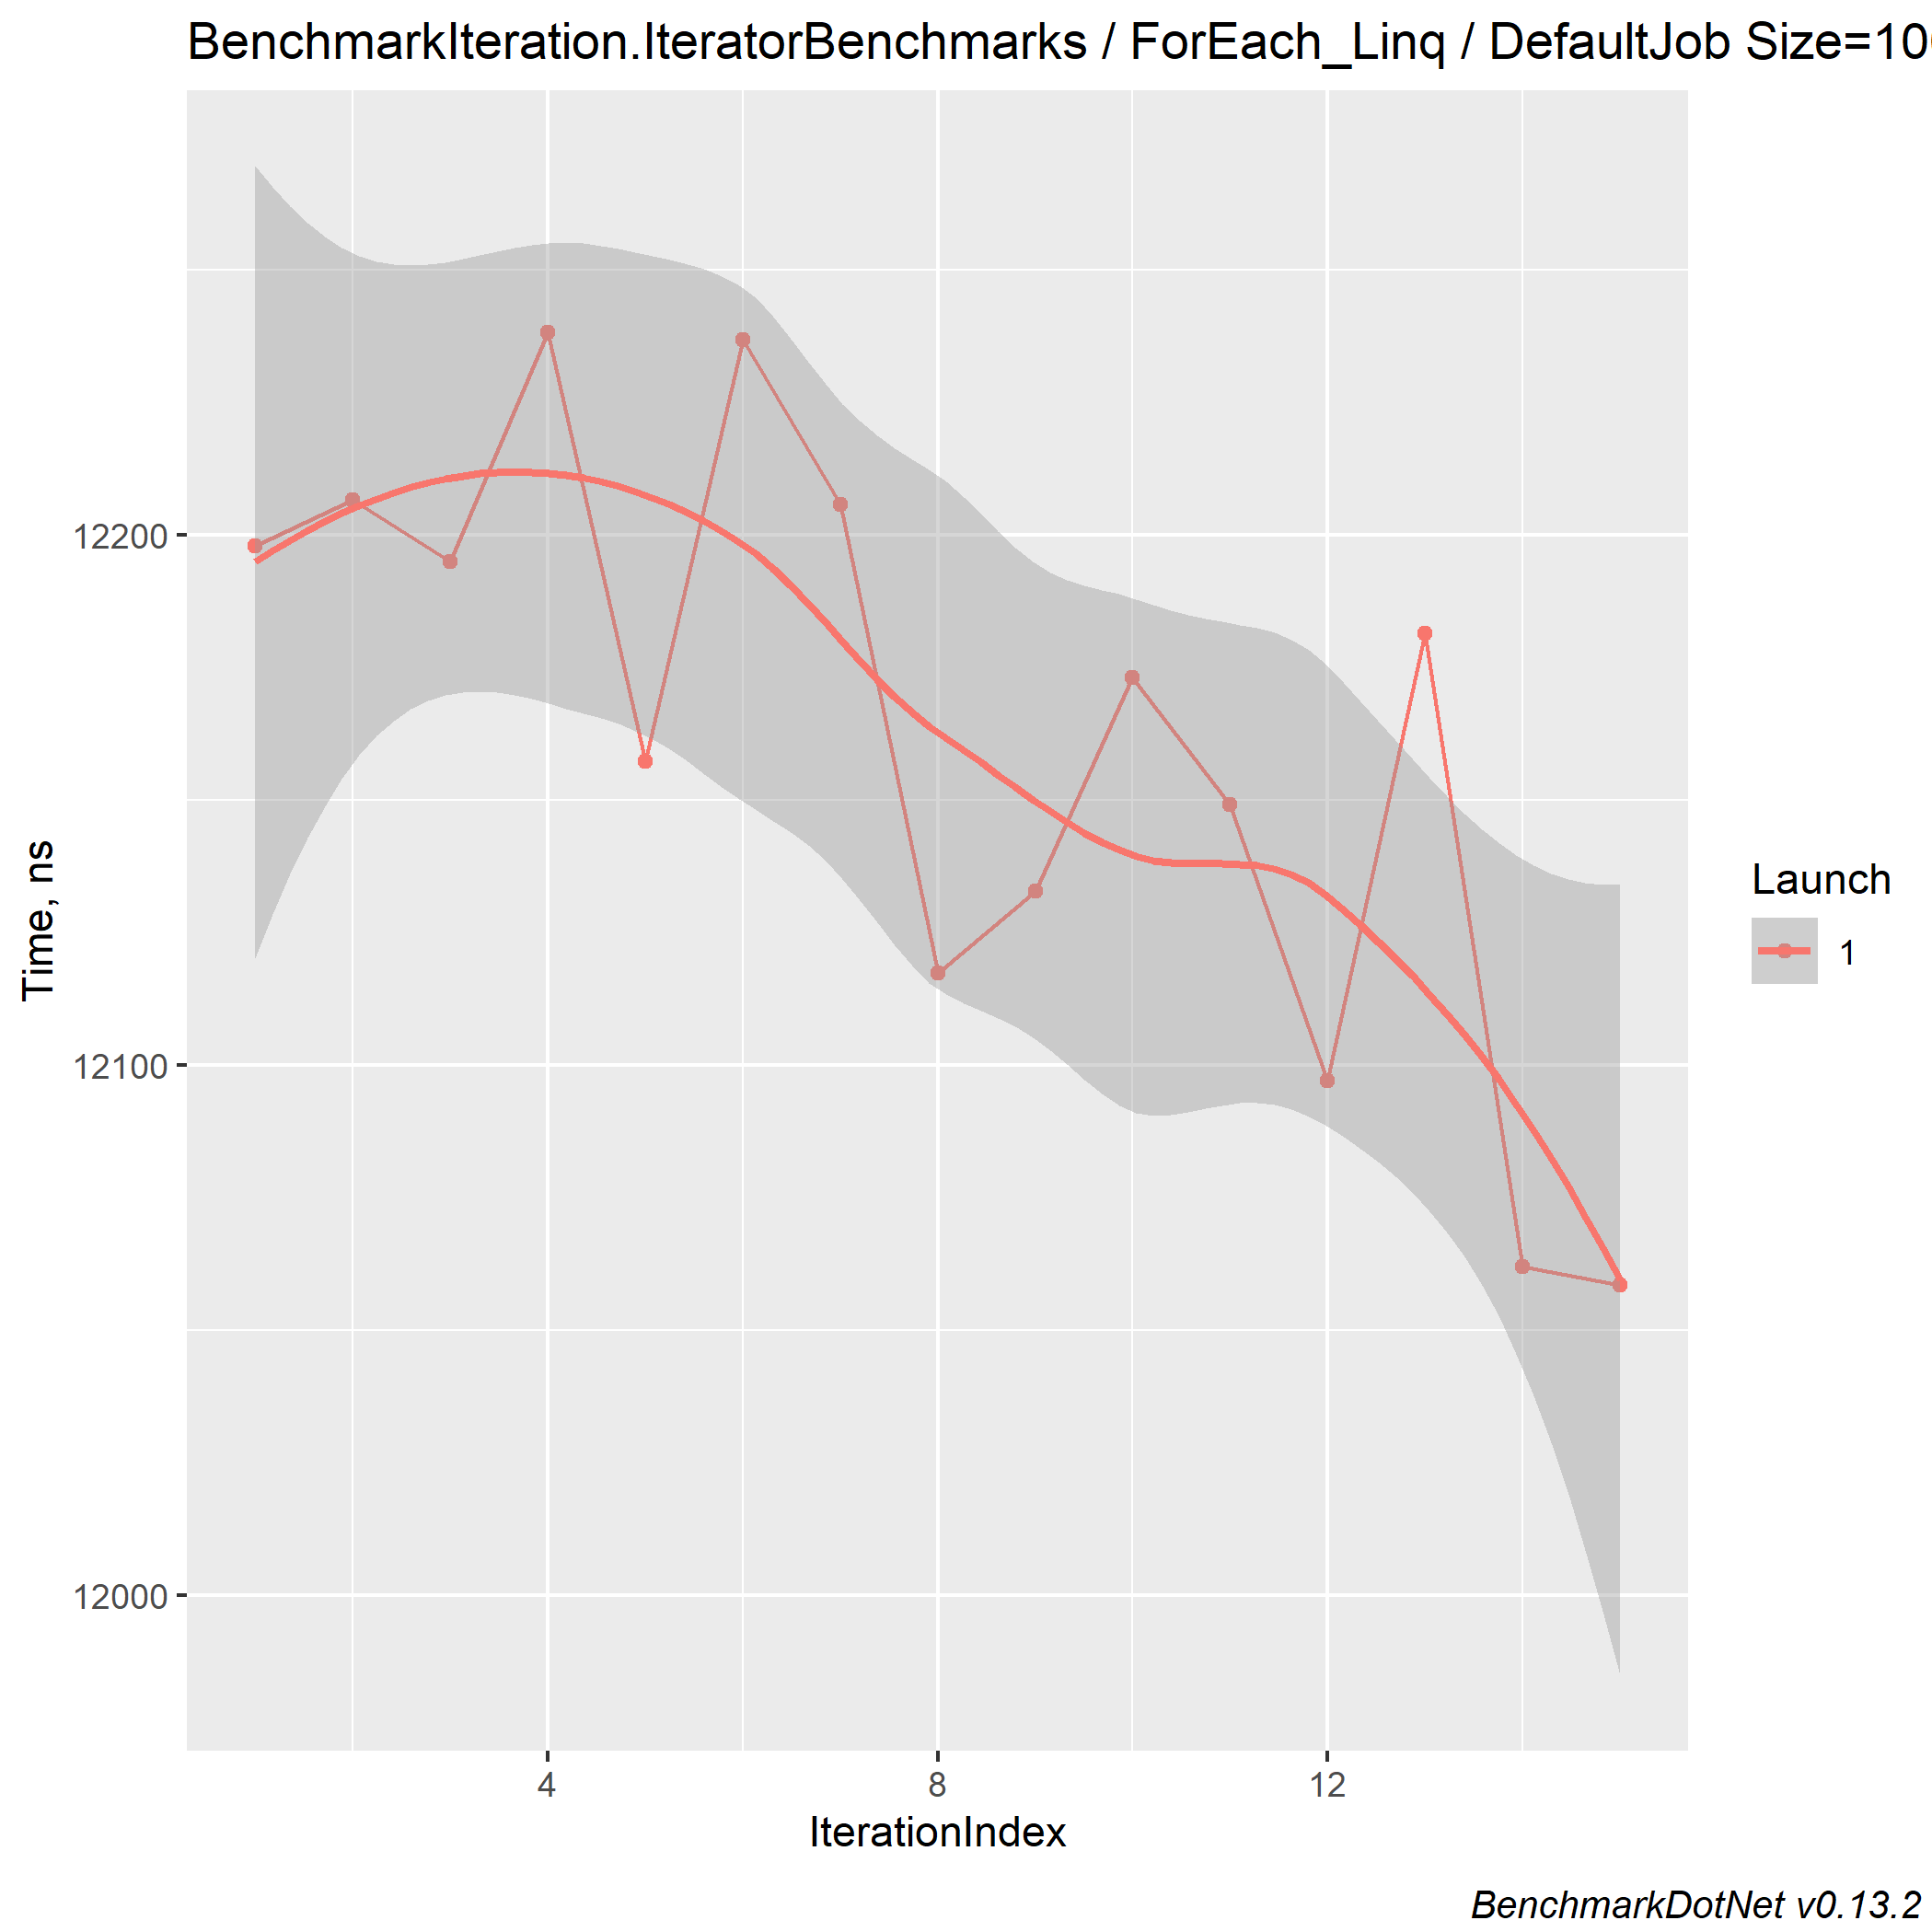 BenchmarkIteration.IteratorBenchmarks / ForEach_Linq / DefaultJob Size=10
Time, ns
12200
12100
12000
4
8
12
IterationIndex
Launch
1
BenchmarkDotNet v0.13.2